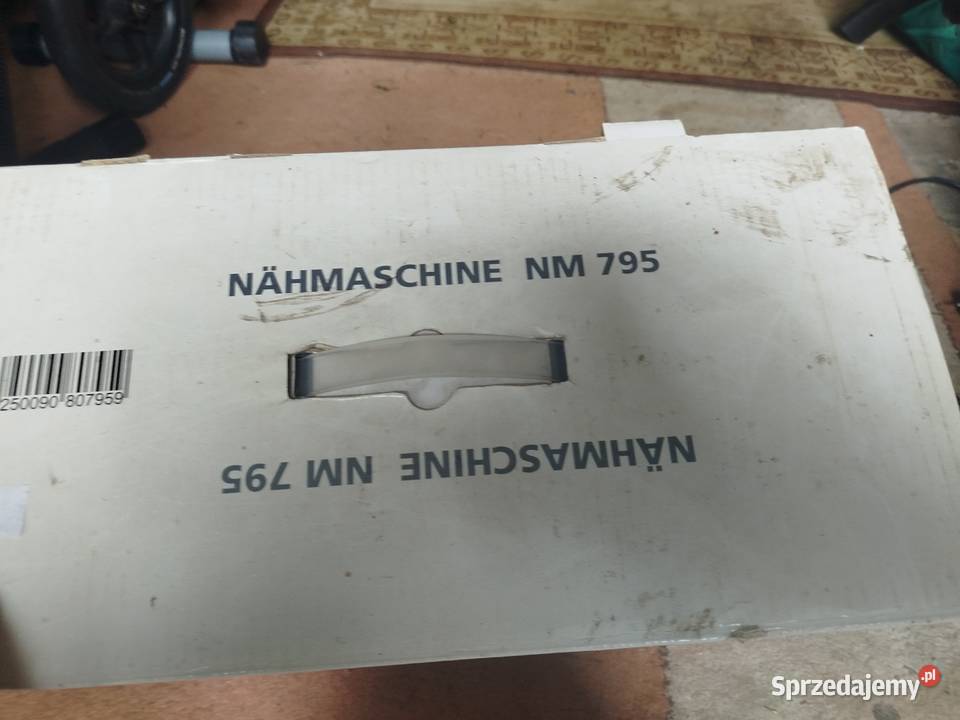 NÄHMASCHINE NM 795
250090 807959
NÄHMASCHINE NM 795
Sprzedajemy.pl